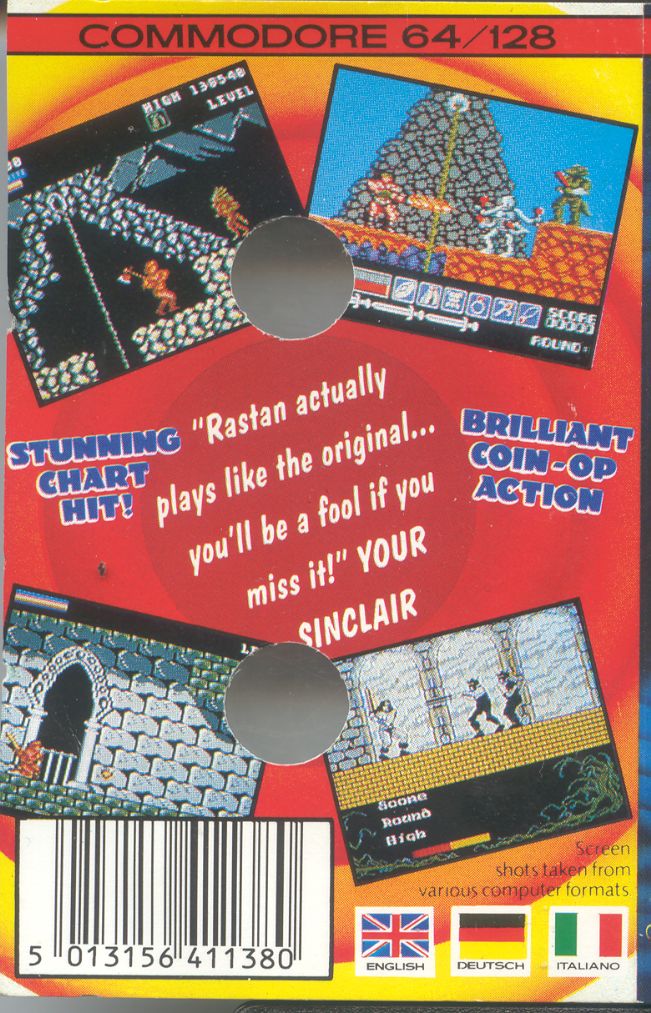 COMMODORE 64/128
HIGH 138540
LEVEL
SCORE
00000
ROUND:
STUNNING
CHART
HIT!
"Rastan actually
plays like the original...
you'll be a fool if you
miss it!" YOUR
SINCLAIR
BRILLIANT
COIN-OP
ACTION
Score
Round
High
Screen
shots taken from
various computer formats
5 013156 411380
ENGLISH
DEUTSCH
ITALIANO